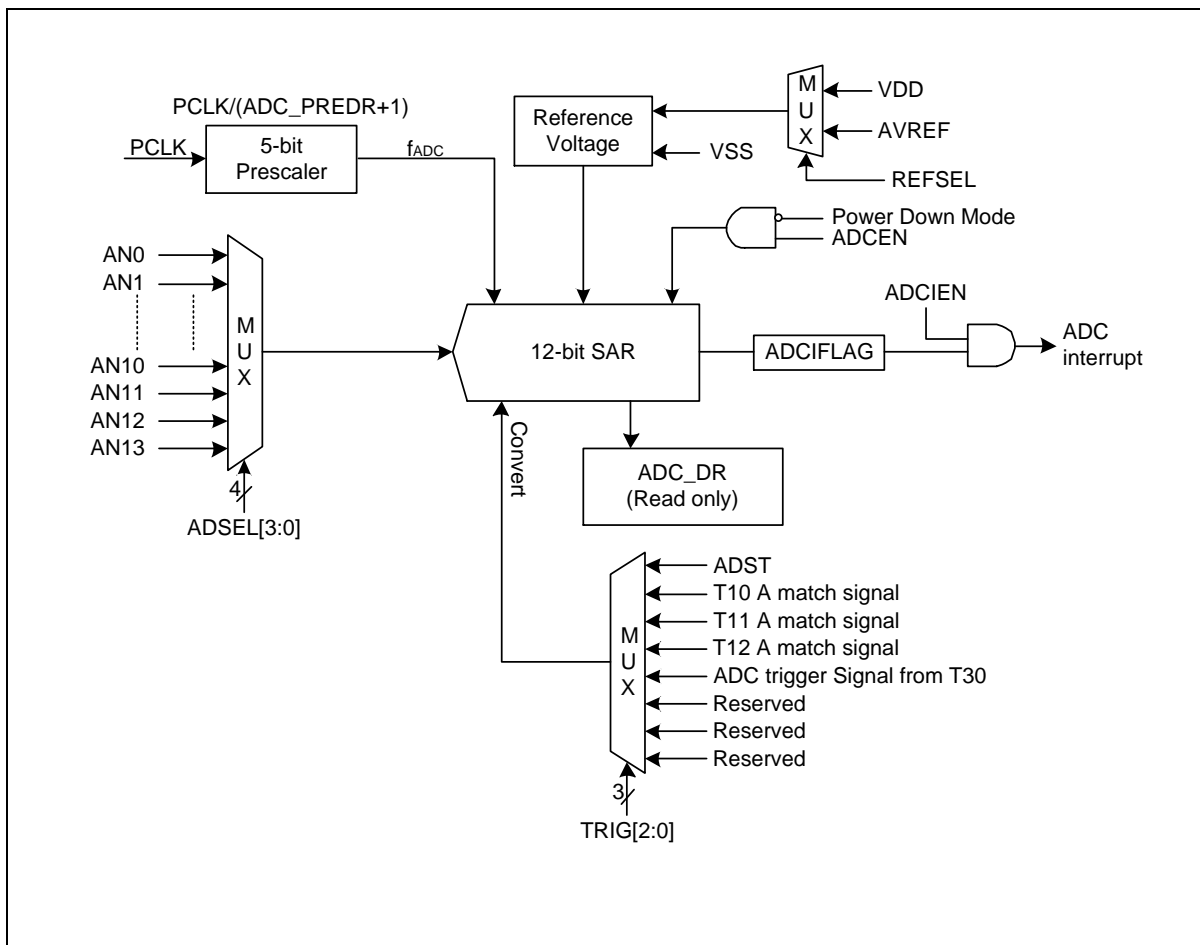 PCLK/(ADC_PREDR+1)
PCLK
5-bit
Prescaler
fADC
Reference
Voltage
VSS
M
U
X
VDD
AVREF
REFSEL
Power Down Mode
ADCEN
AN0
AN1
AN10
AN11
AN12
AN13
M
U
X
4
ADSEL[3:0]
12-bit SAR
ADCIFLAG
ADCIEN
ADC
interrupt
Convert
ADC_DR
(Read only)
M
U
X
ADST
T10 A match signal
T11 A match signal
T12 A match signal
ADC trigger Signal from T30
Reserved
Reserved
Reserved
3
TRIG[2:0]